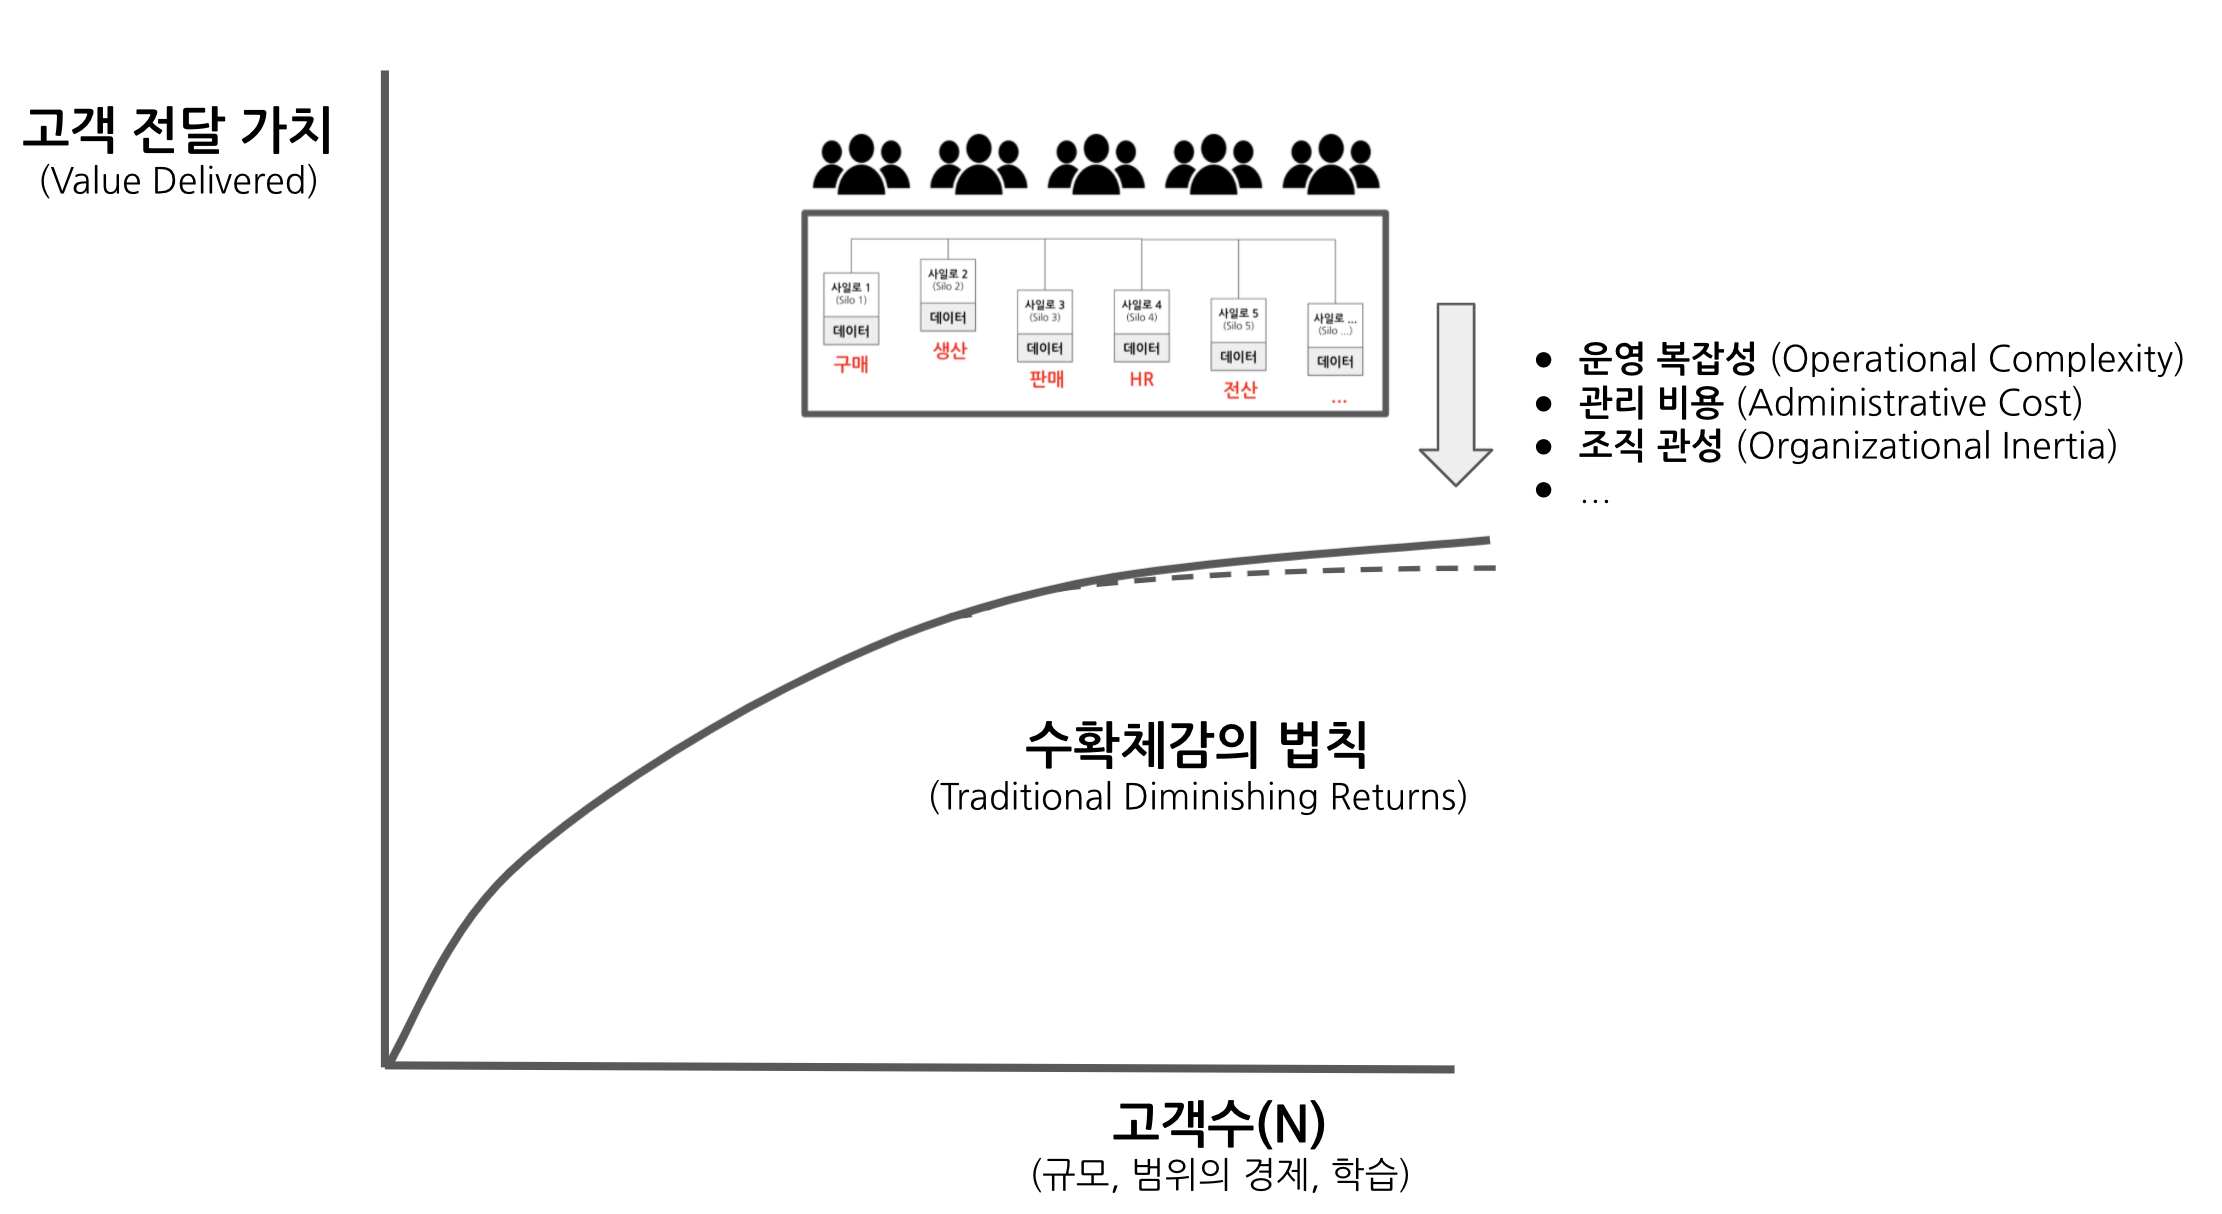 고객 전달 가치
(Value Delivered)
사일로 1
(Silo 1)
데이터
구매
사일로 2
(Silo 2)
데이터
생산
사일로 3
(Silo 3)
데이터
판매
사일로 4
(Silo 4)
데이터
HR
사일로 5
(Silo 5)
데이터
전산
사일로 ...
(Silo ...)
데이터
...
● 운영 복잡성 (Operational Complexity)
● 관리 비용 (Administrative Cost)
● 조직 관성 (Organizational Inertia)
● ...
수확체감의 법칙
(Traditional Diminishing Returns)
고객수(N)
(규모, 범위의 경제, 학습)